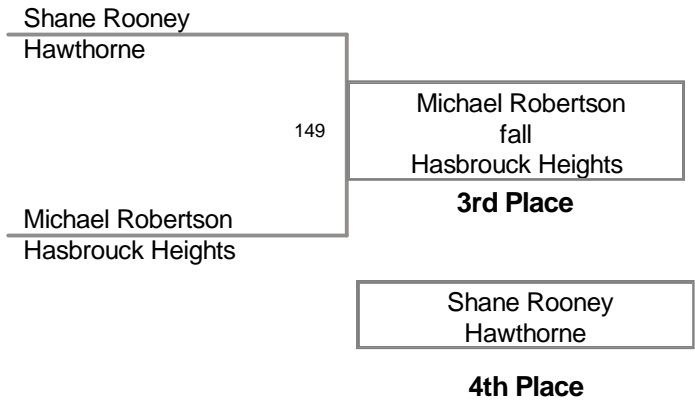 Shane Rooney
Hawthorne
149
Michael Robertson
fall
Hasbrouck Heights
3rd Place
Michael Robertson
Hasbrouck Heights
Shane Rooney
Hawthorne
4th Place